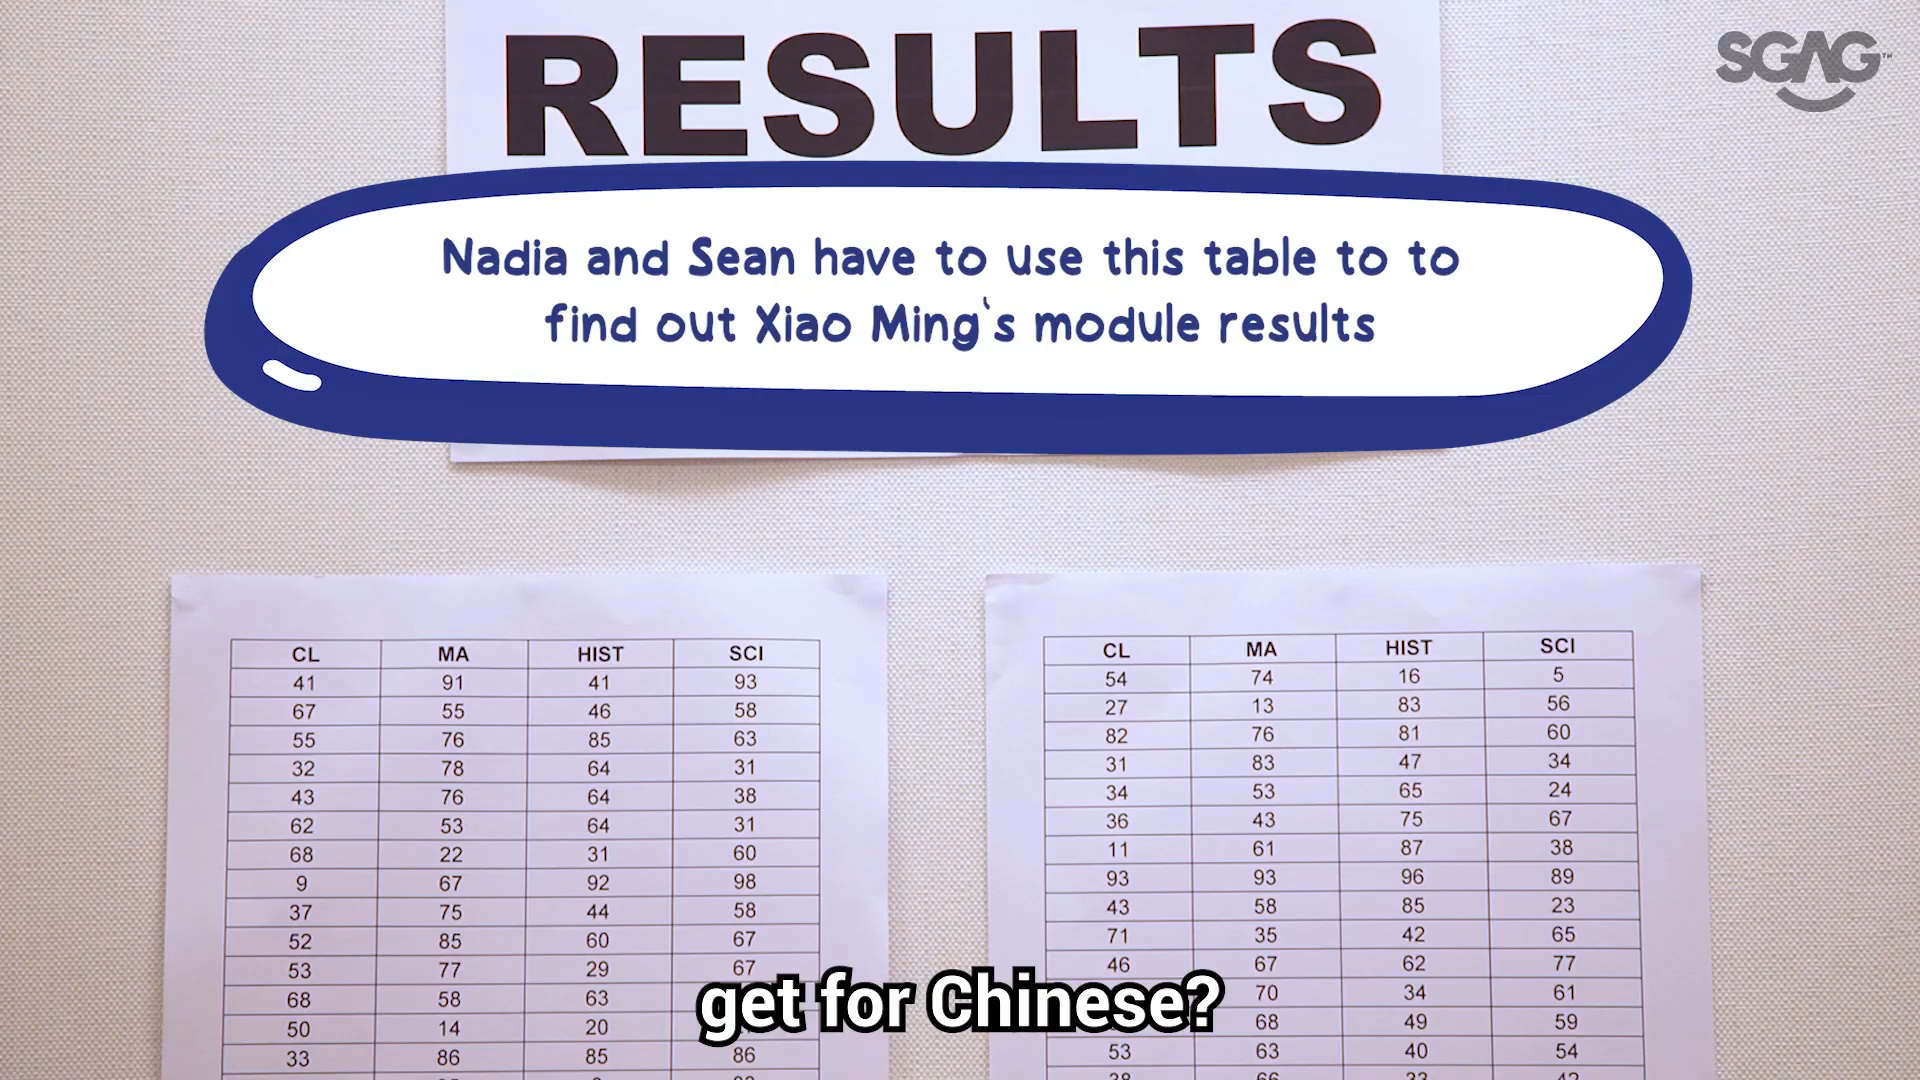 RESULTS
SGAG™
Nadia and Sean have to use this table to to
find out Xiao Ming's module results
CL MA HIST SCI
41 91 41 93
67 55 46 58
55 76 85 63
32 78 64 31
43 76 64 38
62 53 64 31
68 22 31 60
9 67 92 98
37 75 44 58
52 85 60 67
53 77 29 67
68 58 63
50 14 20
33 86 85 86
CL MA HIST SCI
54 74 16 5
27 13 83 56
82 76 81 60
31 83 47 34
34 53 65 24
36 43 75 67
11 61 87 38
93 93 96 89
43 58 85 23
71 35 42 65
46 67 62 77
70 34 61
68 49 59
53 63 40 54
get for Chinese?